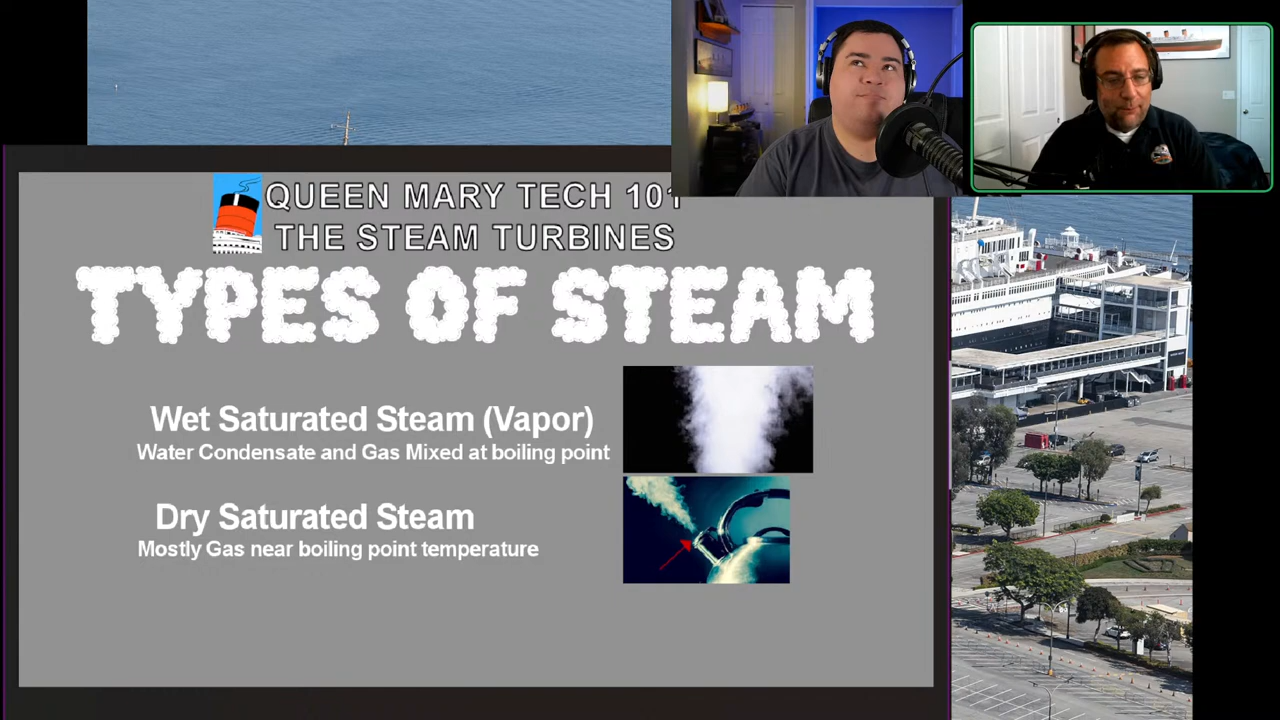 QUEEN MARY TECH 101
THE STEAM TURBINES
TYPES OF STEAM
Wet Saturated Steam (Vapor)
Water Condensate and Gas Mixed at boiling point
Dry Saturated Steam
Mostly Gas near boiling point temperature